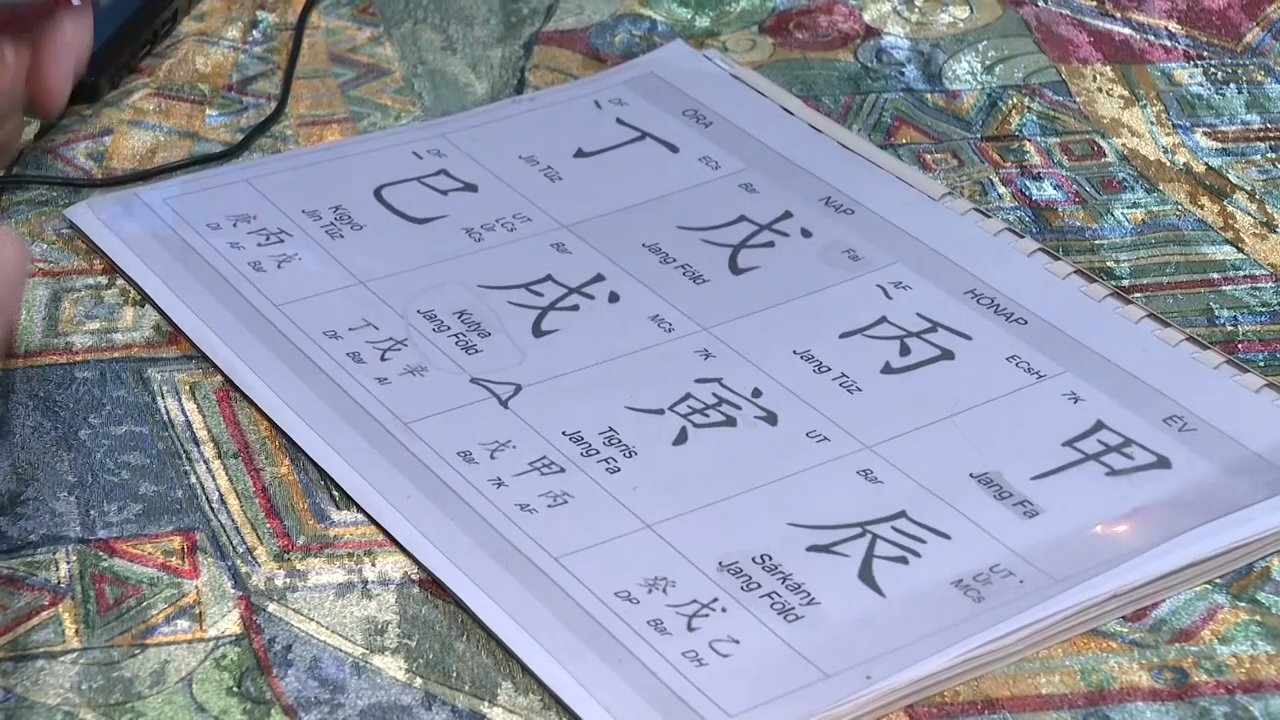 ÓRA
NAP
HÓNAP
ÉV
DF
丁
Jin Tűz
ECs
Bar
戊
Jang Föld
Fai
AF
丙
Jang Tűz
ECsH
7K
甲
Jang Fa
DF
巳
Kígyó
Jin Tűz
UT
LCs
Úr
ACs
Bar
戌
Kutya
Jang Föld
MCs
7K
寅
Tigris
Jang Fa
UT
Bar
辰
Sárkány
Jang Föld
UT
Úr
MCs
庚 丙 戊
DI AF Bar
丁 戊 辛
DF Bar AI
戊 甲 丙
Bar 7K AF
癸 戊 乙
DP Bar DH